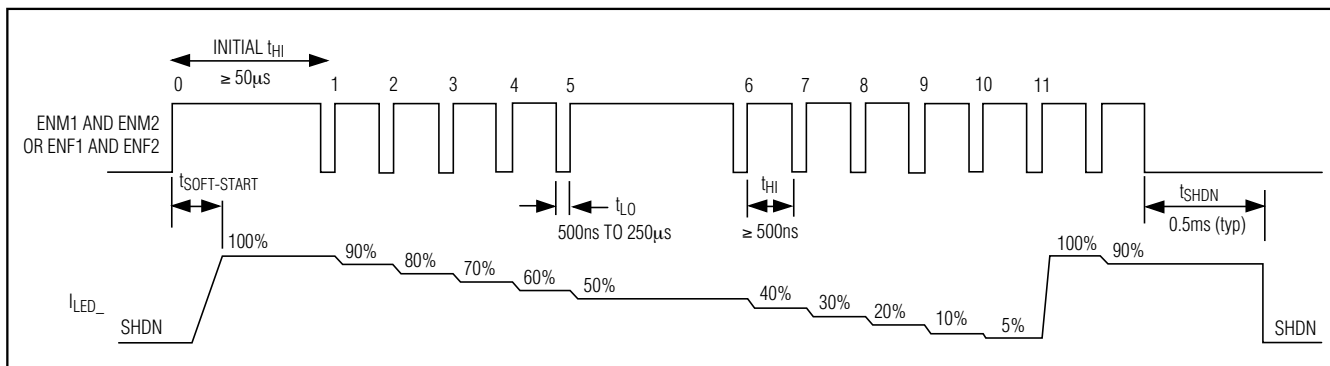 INITIAL tHI
≥ 50µs
0 1 2 3 4 5 6 7 8 9 10 11
ENM1 AND ENM2
OR ENF1 AND ENF2
tSOFT-START
tLO
500ns TO 250µs
tHI
≥ 500ns
tSHDN
0.5ms (typ)
100% 90% 80% 70% 60% 50% 40% 30% 20% 10% 5% 100% 90%
ILED_
SHDN
SHDN